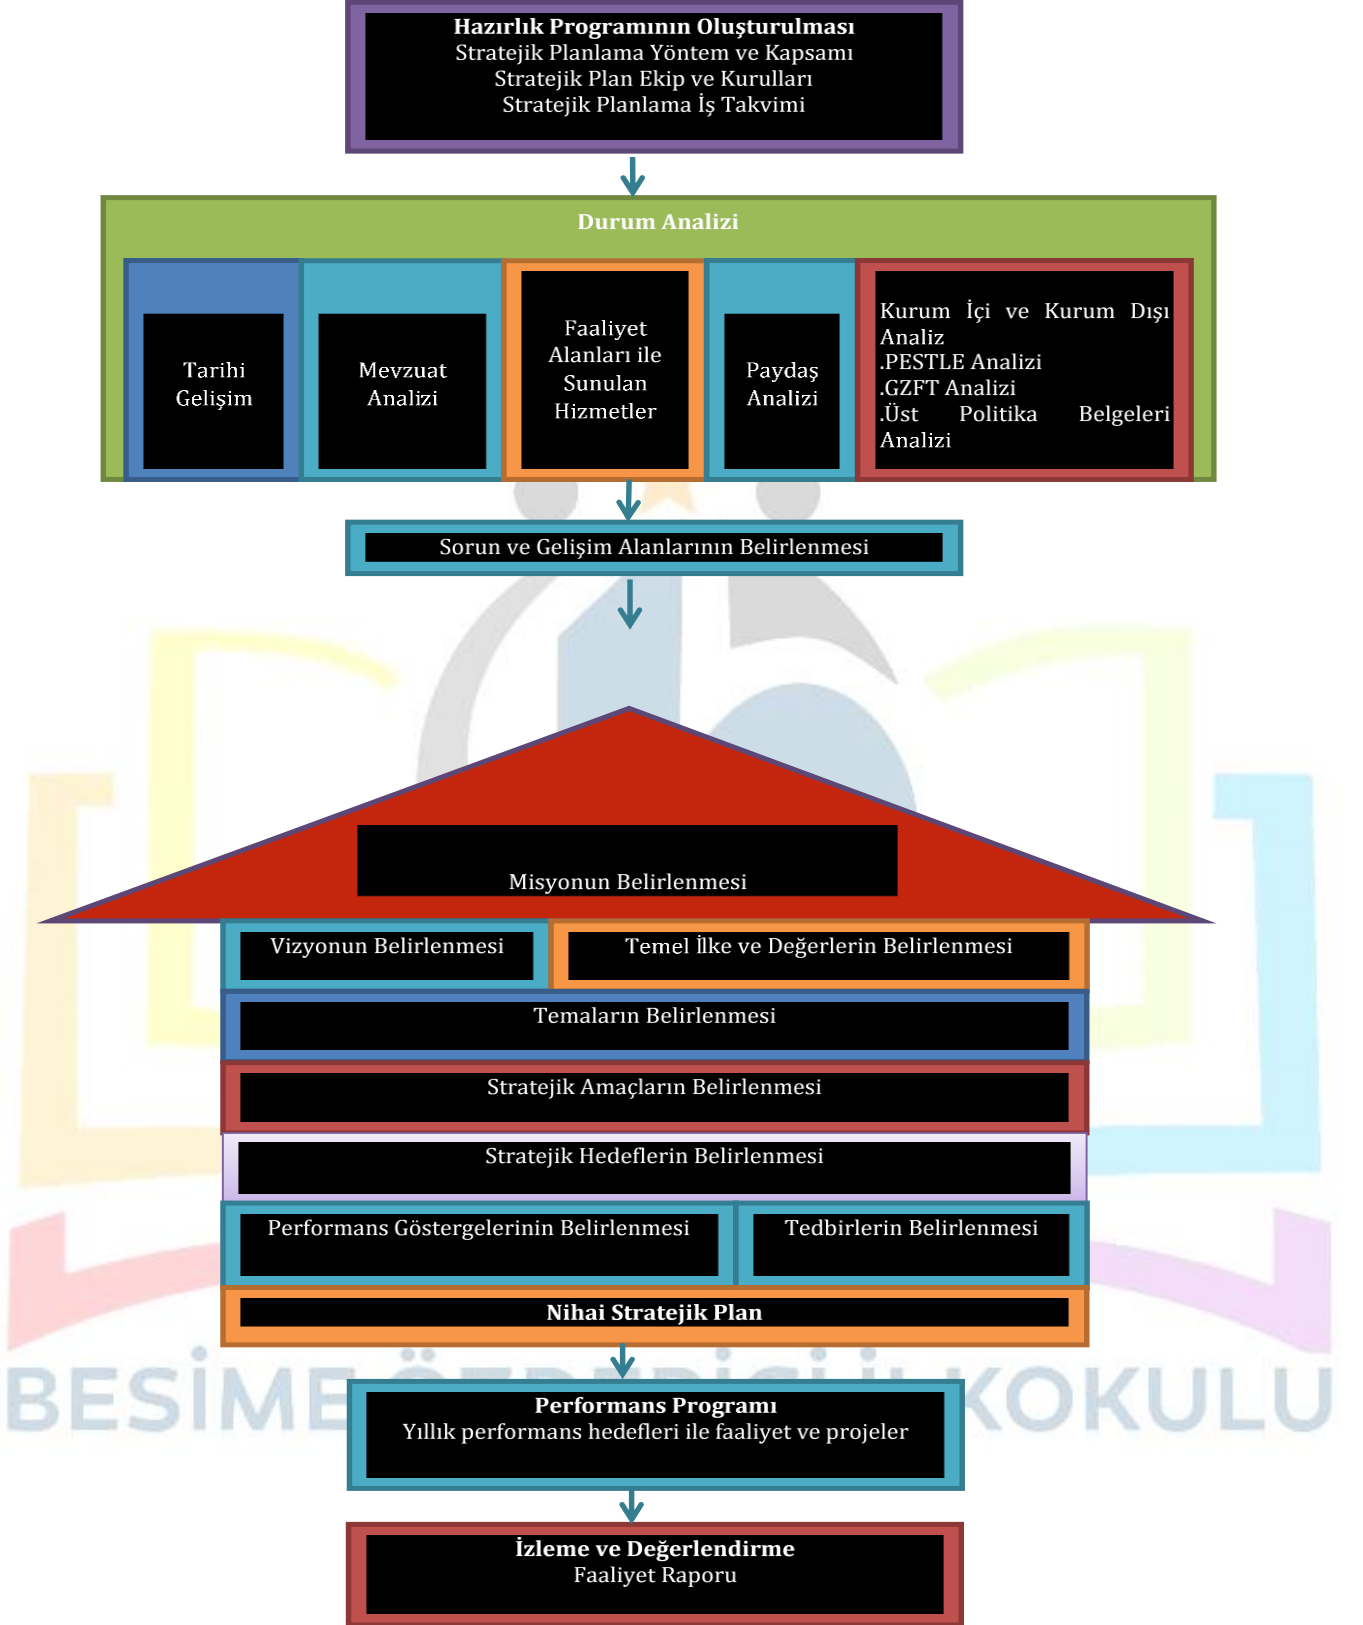 Hazırlık Programının Oluşturulması
Stratejik Planlama Yöntem ve Kapsamı
Stratejik Plan Ekip ve Kurulları
Stratejik Planlama İş Takvimi
Durum Analizi
Tarihi
Gelişim
Mevzuat
Analizi
Faaliyet
Alanları ile
Sunulan
Hizmetler
Paydaş
Analizi
Kurum İçi ve Kurum Dışı
Analiz
.PESTLE Analizi
.GZFT Analizi
.Üst Politika Belgeleri
Analizi
Sorun ve Gelişim Alanlarının Belirlenmesi
Misyonun Belirlenmesi
Vizyonun Belirlenmesi
Temel İlke ve Değerlerin Belirlenmesi
Temaların Belirlenmesi
Stratejik Amaçların Belirlenmesi
Stratejik Hedeflerin Belirlenmesi
Performans Göstergelerinin Belirlenmesi
Tedbirlerin Belirlenmesi
Nihai Stratejik Plan
BESİME İLKOKULU
Performans Programı
Yıllık performans hedefleri ile faaliyet ve projeler
İzleme ve Değerlendirme
Faaliyet Raporu